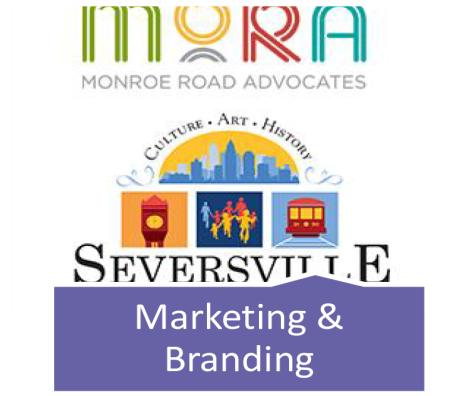 MORA
MONROE ROAD ADVOCATES
CULTURE · ART · HISTORY
SEVERSVILLE
Marketing &
Branding